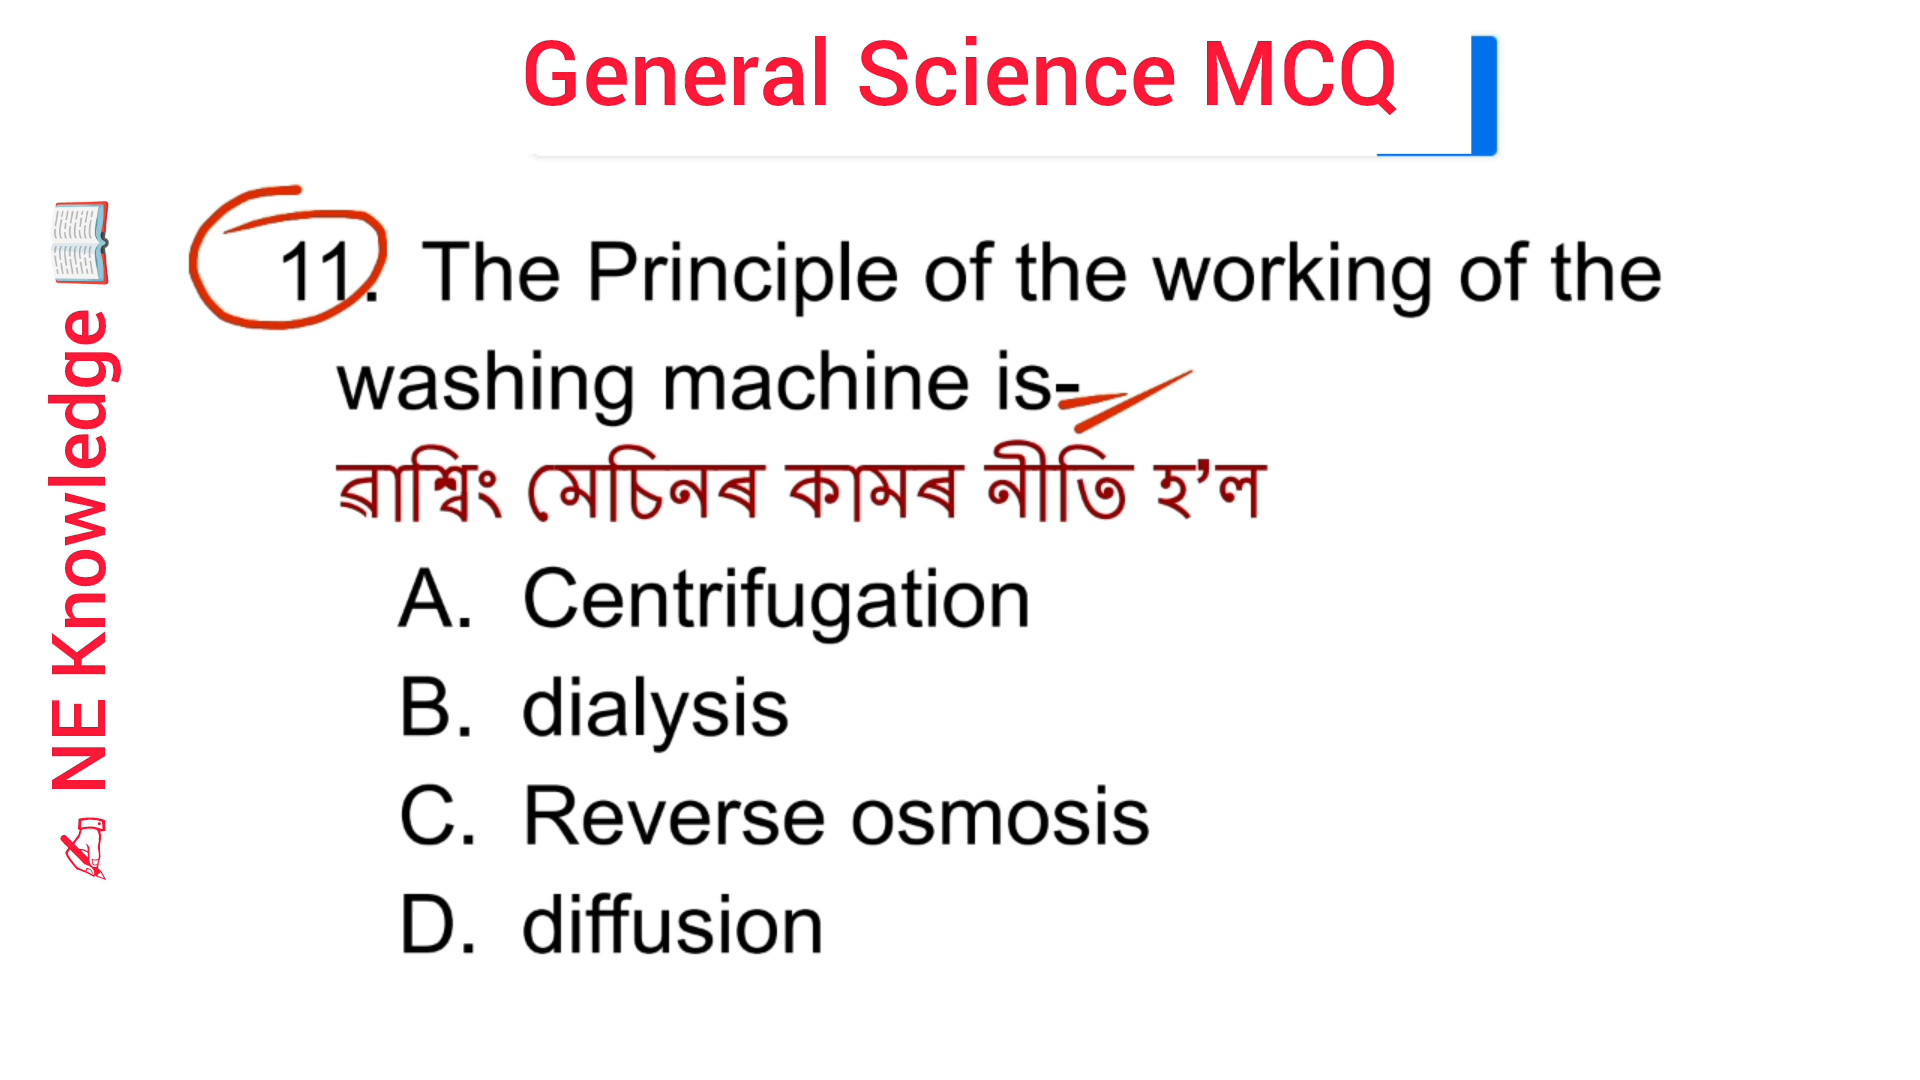 General Science MCQ
✍ NE Knowledge 📖
11. The Principle of the working of the
washing machine is-
ৱাশ্বিং মেচিনৰ কামৰ নীতি হ’ল
A. Centrifugation
B. dialysis
C. Reverse osmosis
D. diffusion